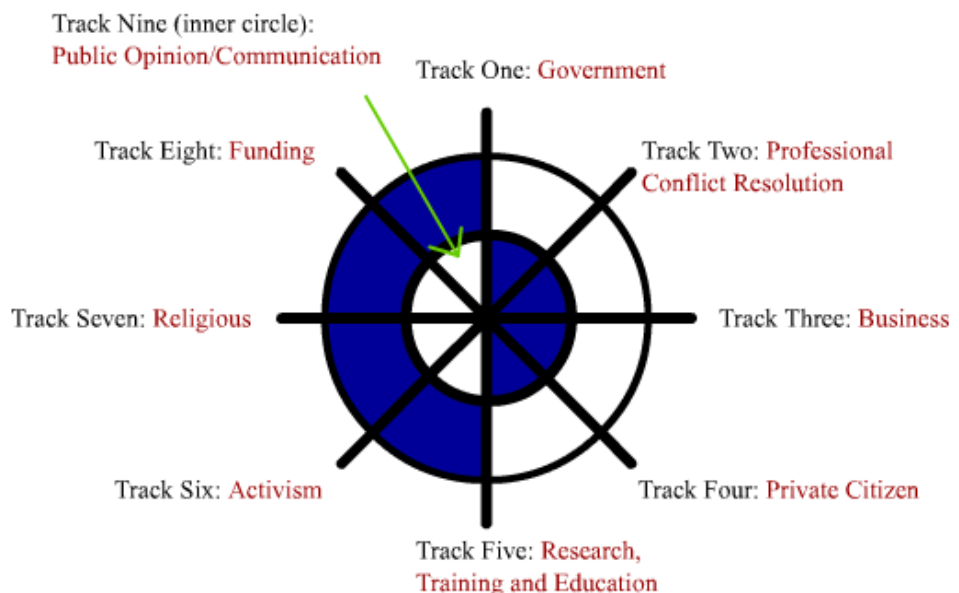 Track Nine (inner circle):
Public Opinion/Communication
Track One: Government
Track Eight: Funding
Track Two: Professional
Conflict Resolution
Track Seven: Religious
Track Three: Business
Track Six: Activism
Track Four: Private Citizen
Track Five: Research,
Training and Education